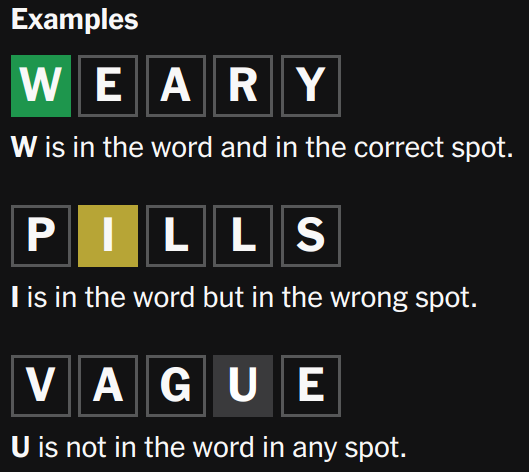 Examples
W E A R Y
W is in the word and in the correct spot.
P I L L S
I is in the word but in the wrong spot.
V A G U E
U is not in the word in any spot.